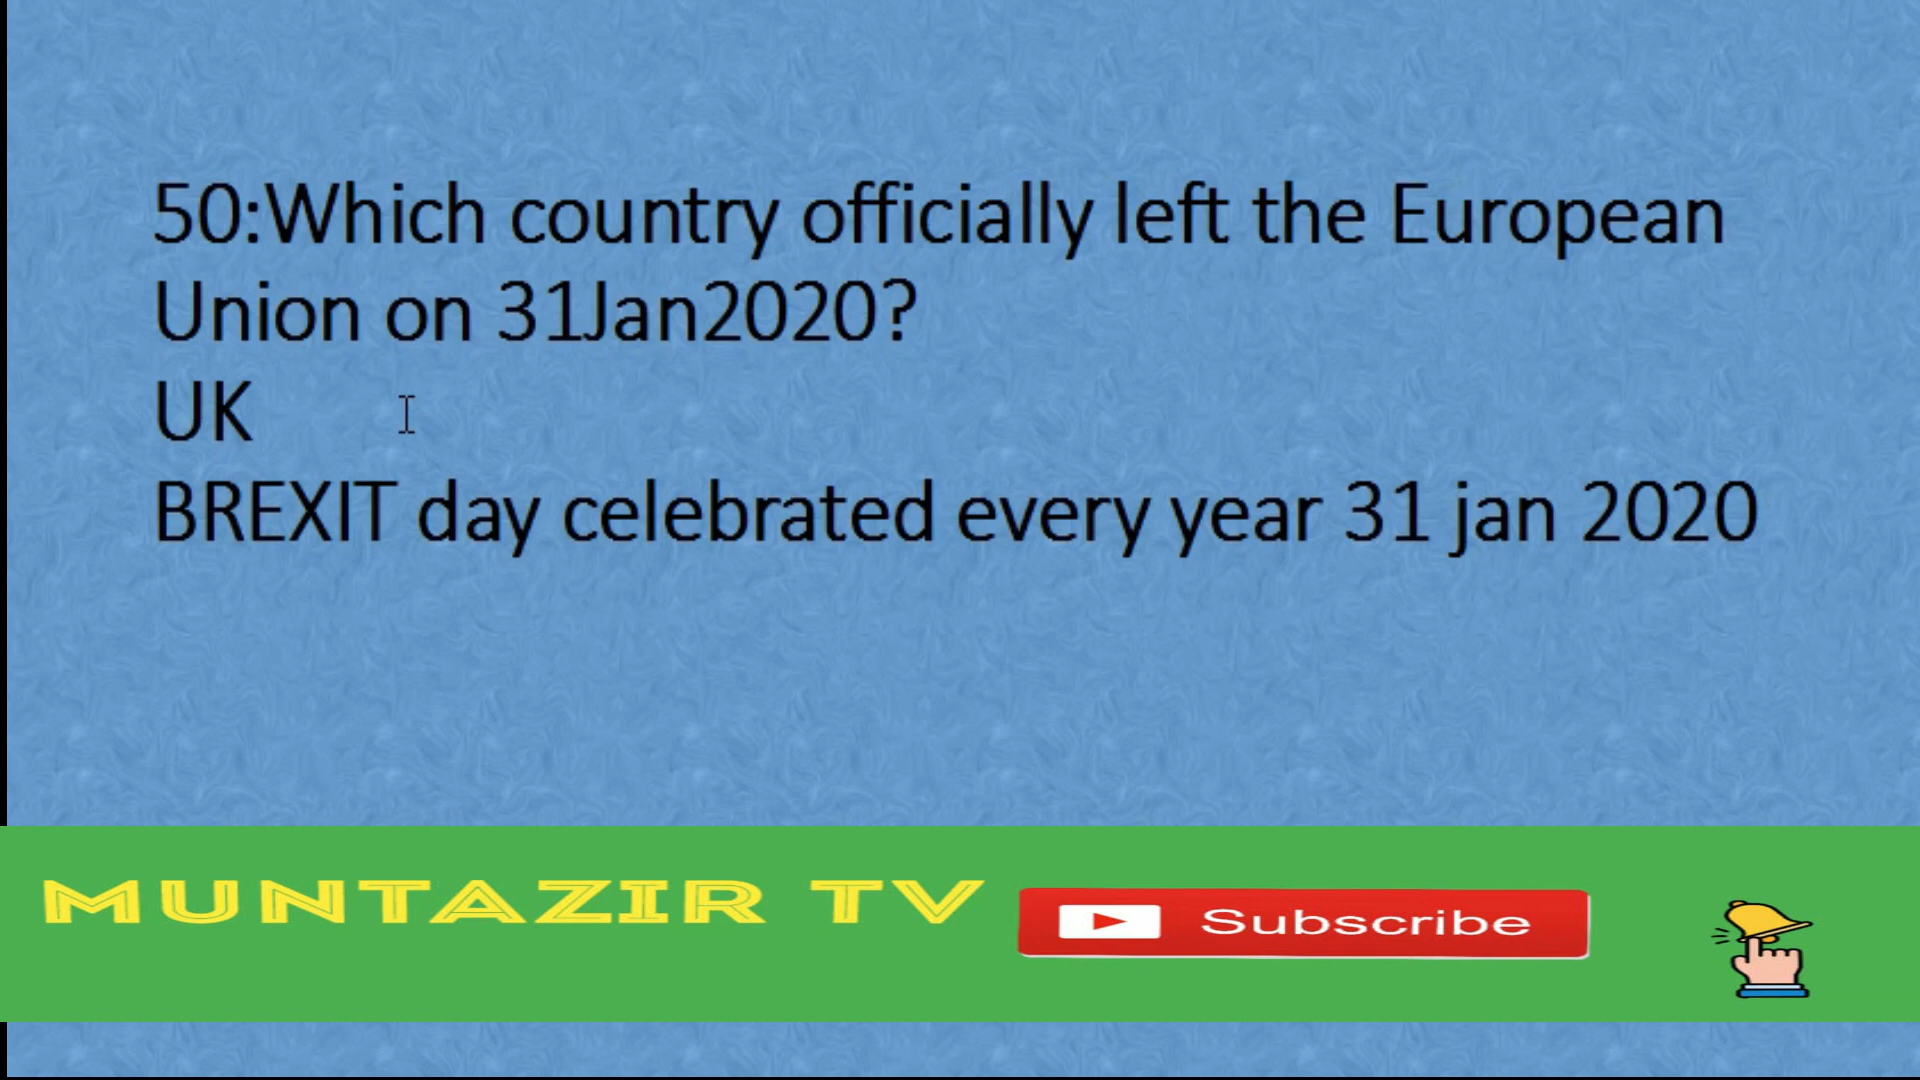 50:Which country officially left the European
Union on 31Jan2020?
UK
BREXIT day celebrated every year 31 jan 2020
MUNTAZIR TV
Subscribe